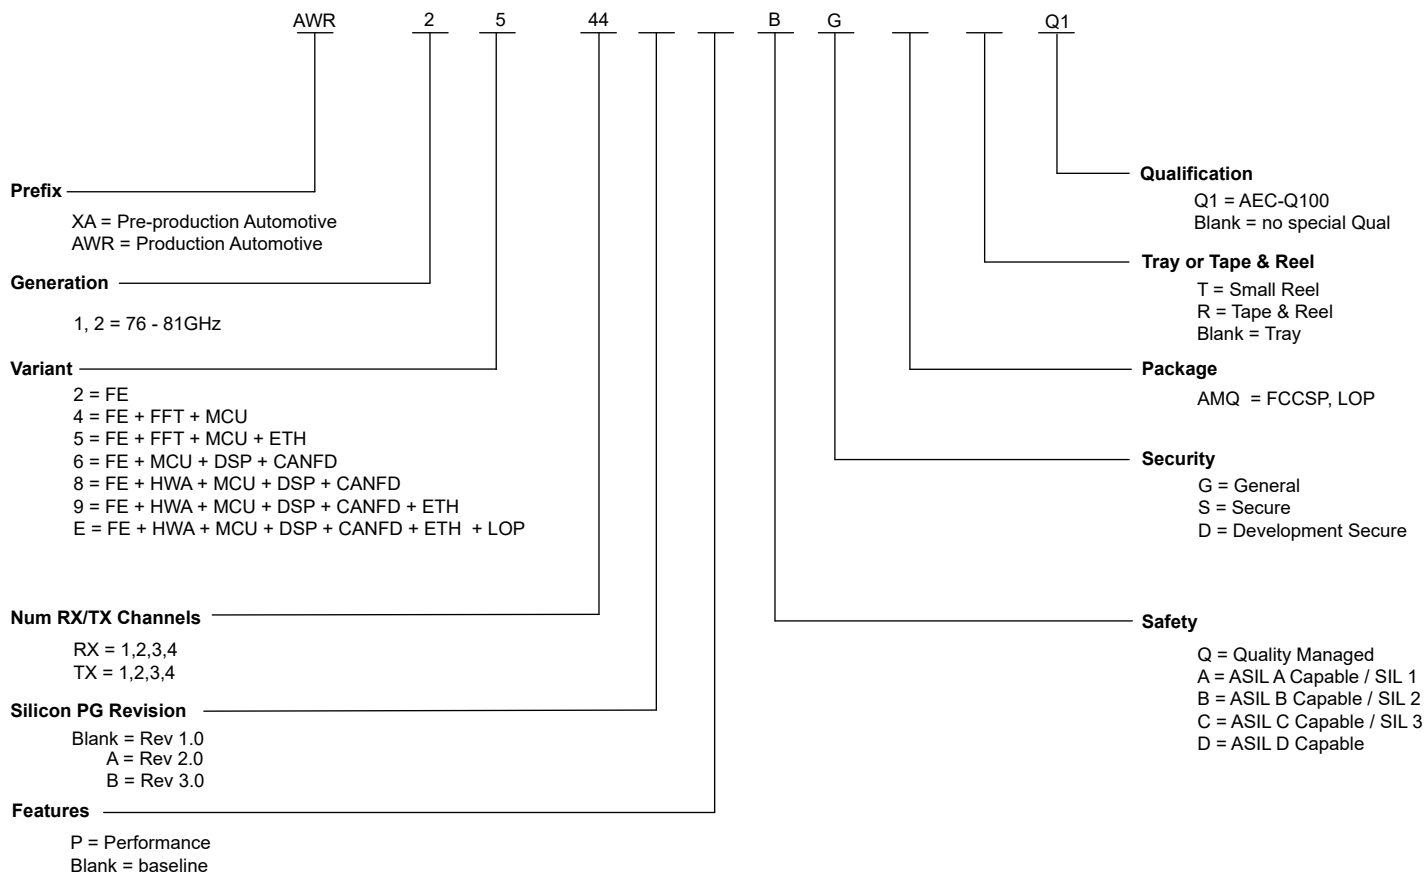 AWR 2 5 44 B G Q1
Prefix
XA = Pre-production Automotive
AWR = Production Automotive
Generation
1, 2 = 76 - 81GHz
Variant
2 = FE
4 = FE + FFT + MCU
5 = FE + FFT + MCU + ETH
6 = FE + MCU + DSP + CANFD
8 = FE + HWA + MCU + DSP + CANFD
9 = FE + HWA + MCU + DSP + CANFD + ETH
E = FE + HWA + MCU + DSP + CANFD + ETH + LOP
Num RX/TX Channels
RX = 1,2,3,4
TX = 1,2,3,4
Silicon PG Revision
Blank = Rev 1.0
A = Rev 2.0
B = Rev 3.0
Features
P = Performance
Blank = baseline
Qualification
Q1 = AEC-Q100
Blank = no special Qual
Tray or Tape & Reel
T = Small Reel
R = Tape & Reel
Blank = Tray
Package
AMQ = FCCSP, LOP
Security
G = General
S = Secure
D = Development Secure
Safety
Q = Quality Managed
A = ASIL A Capable / SIL 1
B = ASIL B Capable / SIL 2
C = ASIL C Capable / SIL 3
D = ASIL D Capable